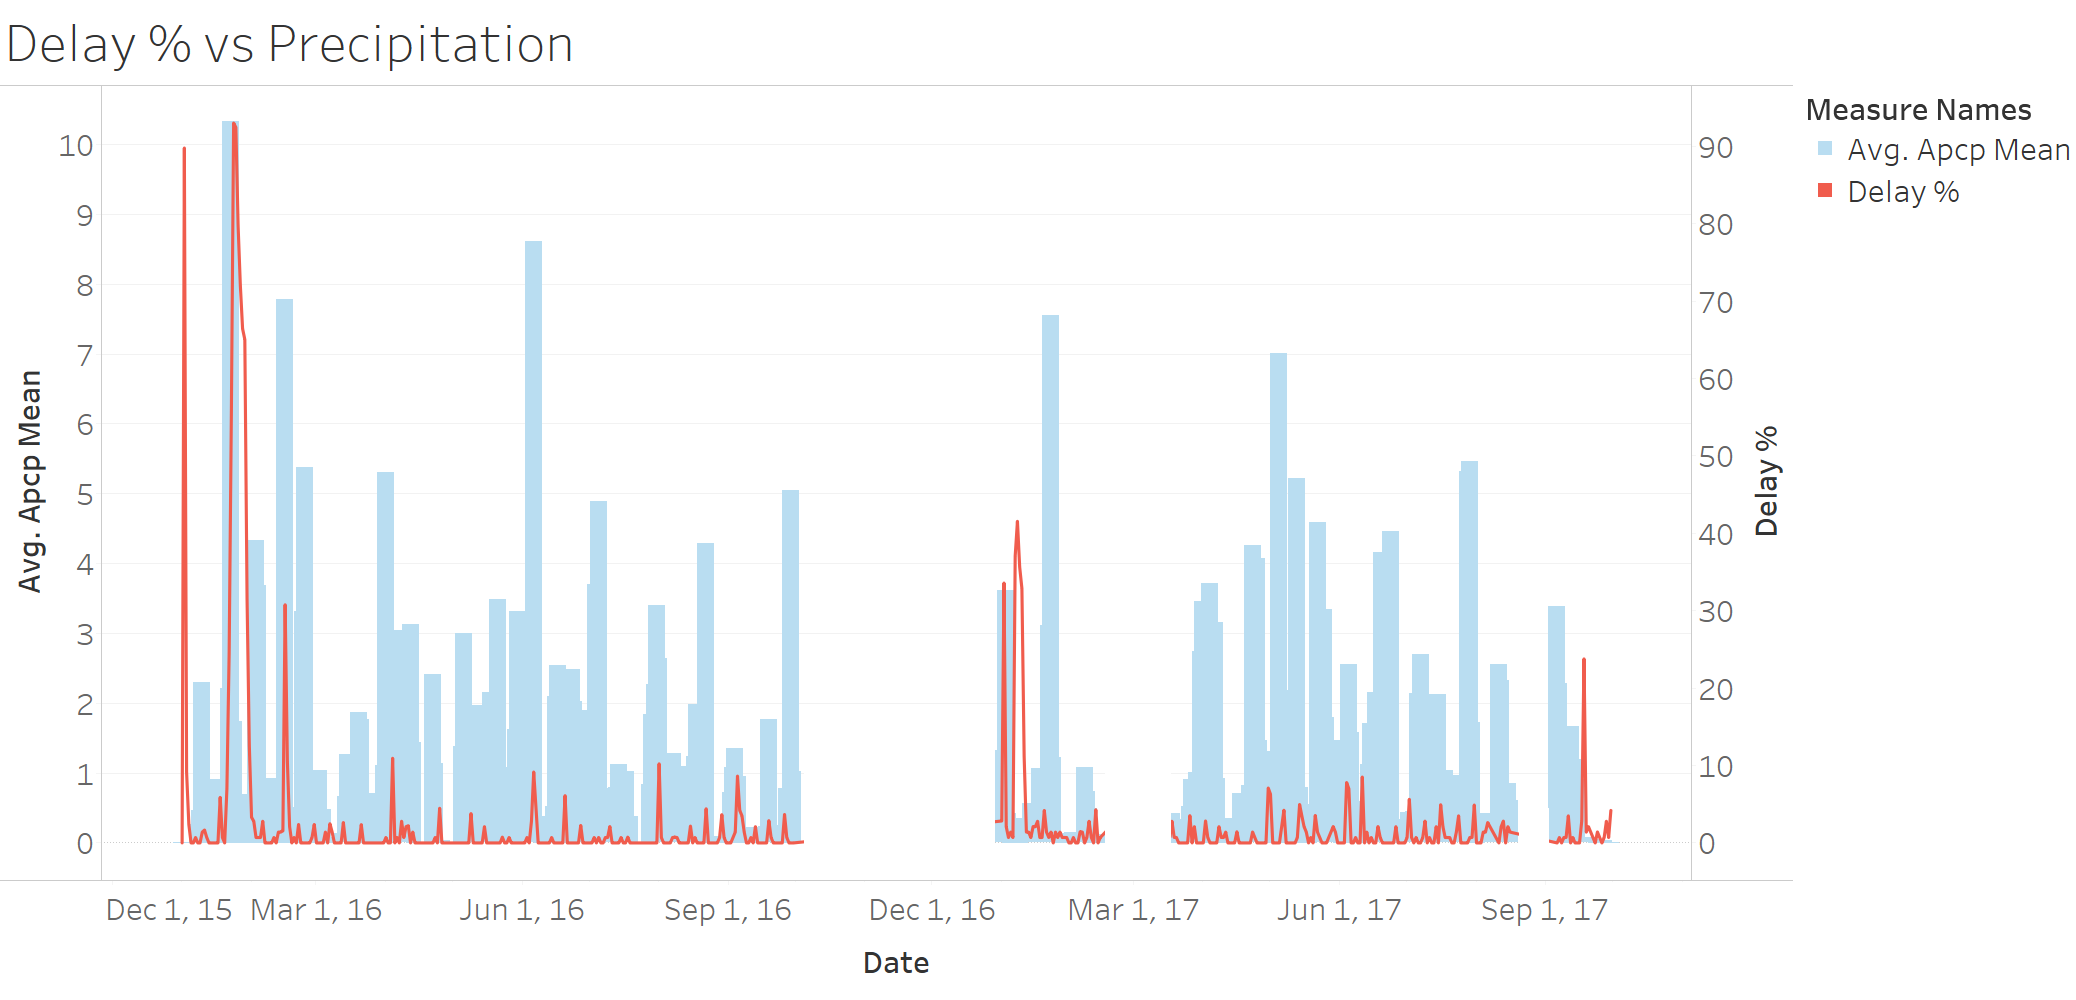 Delay % vs Precipitation
Measure Names
Avg. Apcp Mean
Delay %
Avg. Apcp Mean
10
9
8
7
6
5
4
3
2
1
0
90
80
70
60
50
40
30
20
10
0
Delay %
Dec 1, 15 Mar 1, 16 Jun 1, 16 Sep 1, 16 Dec 1, 16 Mar 1, 17 Jun 1, 17 Sep 1, 17
Date